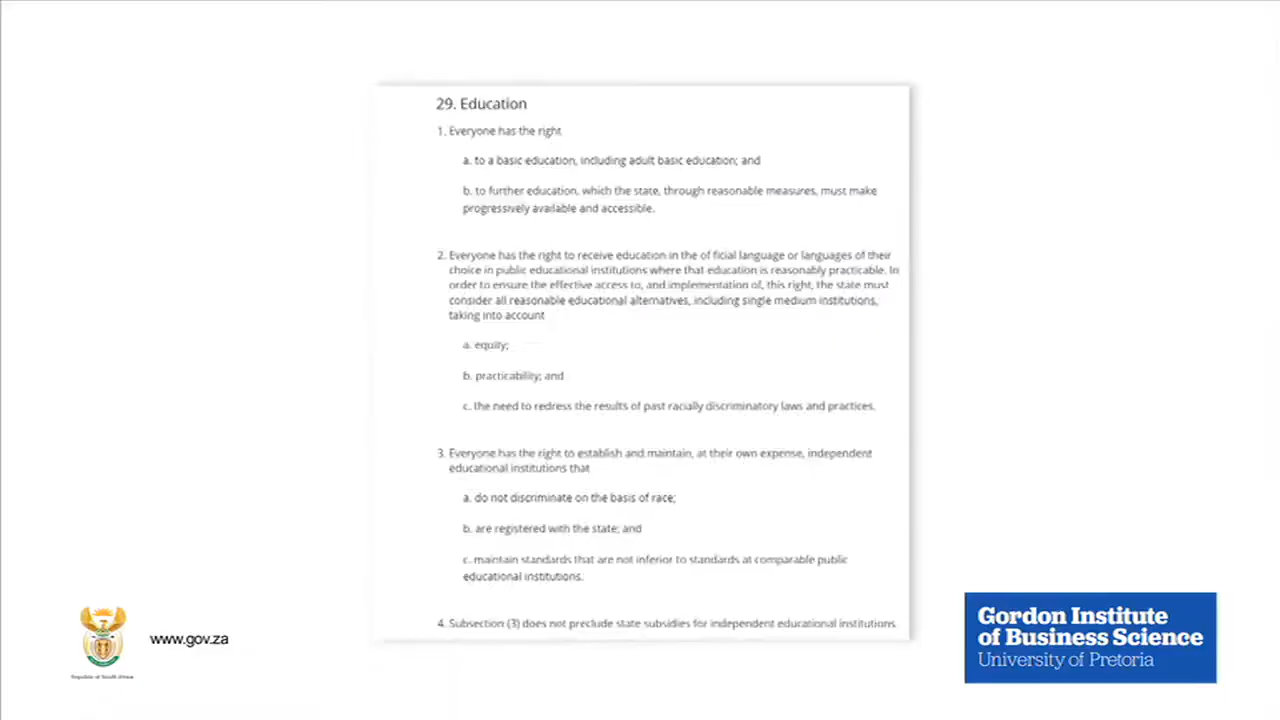 29. Education
1. Everyone has the right
a. to a basic education, including adult basic education; and
b. to further education, which the state, through reasonable measures, must make
progressively available and accessible.
2. Everyone has the right to receive education in the of ficial language or languages of their
choice in public educational institutions where that education is reasonably practicable. In
order to ensure the effective access to, and implementation of, this right, the state must
consider all reasonable educational alternatives, including single medium institutions,
taking into account
a. equity;
b. practicability; and
c. the need to redress the results of past racially discriminatory laws and practices.
3. Everyone has the right to establish and maintain, at their own expense, independent
educational institutions that
a. do not discriminate on the basis of race;
b. are registered with the state; and
c. maintain standards that are not inferior to standards at comparable public
educational institutions.
4. Subsection (3) does not preclude state subsidies for independent educational institutions.
www.gov.za
Republic of South Africa
Gordon Institute
of Business Science
University of Pretoria